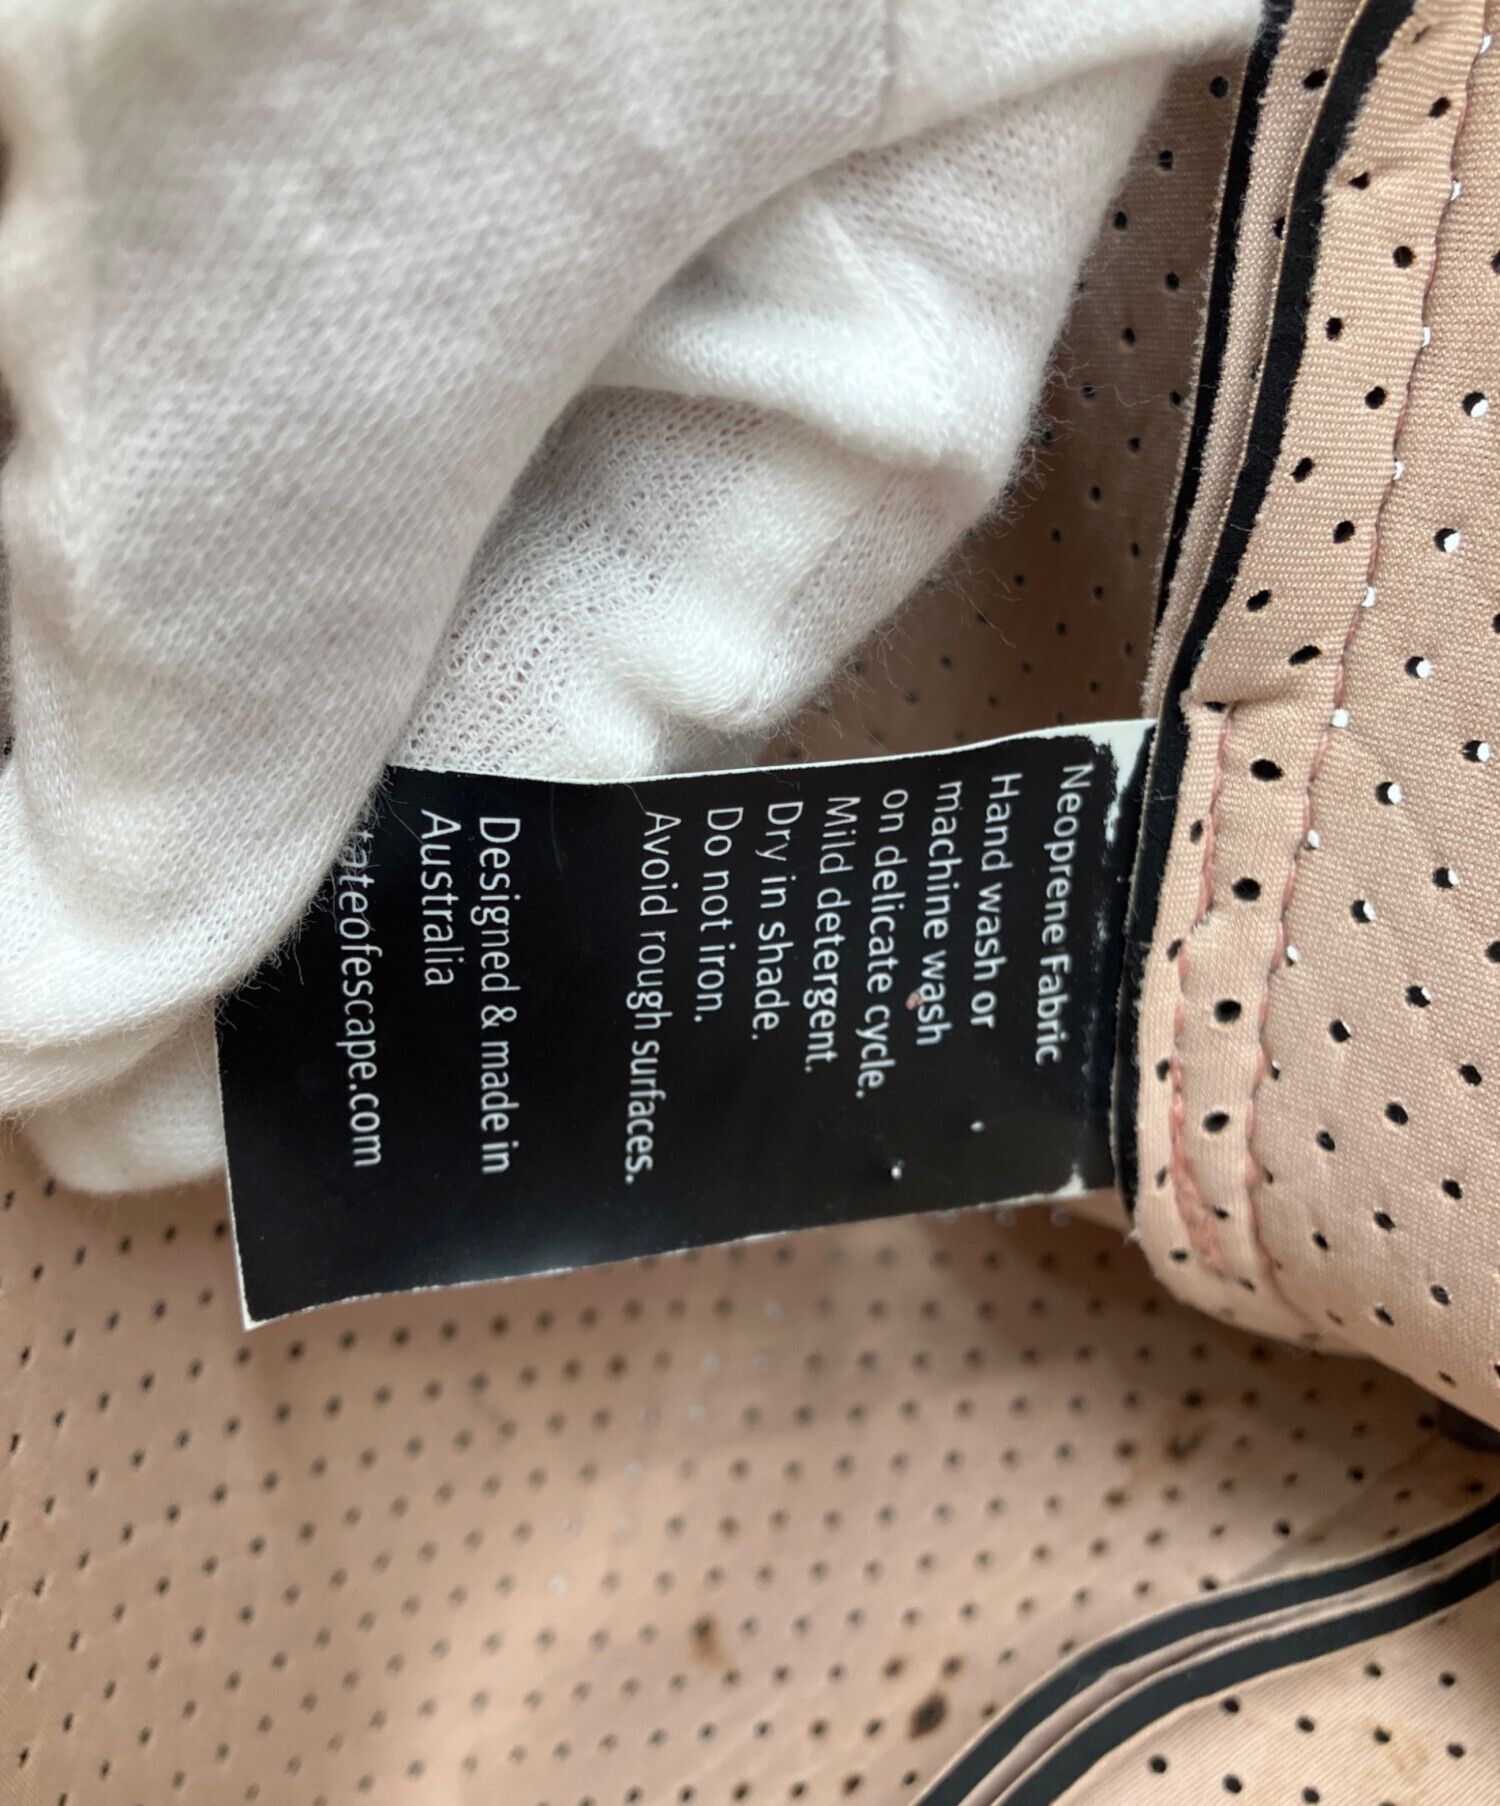 Neoprene Fabric
Hand wash or
machine wash
on delicate cycle.
Mild detergent.
Dry in shade.
Do not iron.
Avoid rough surfaces.
Designed & made in
Australia
tateofescape.com